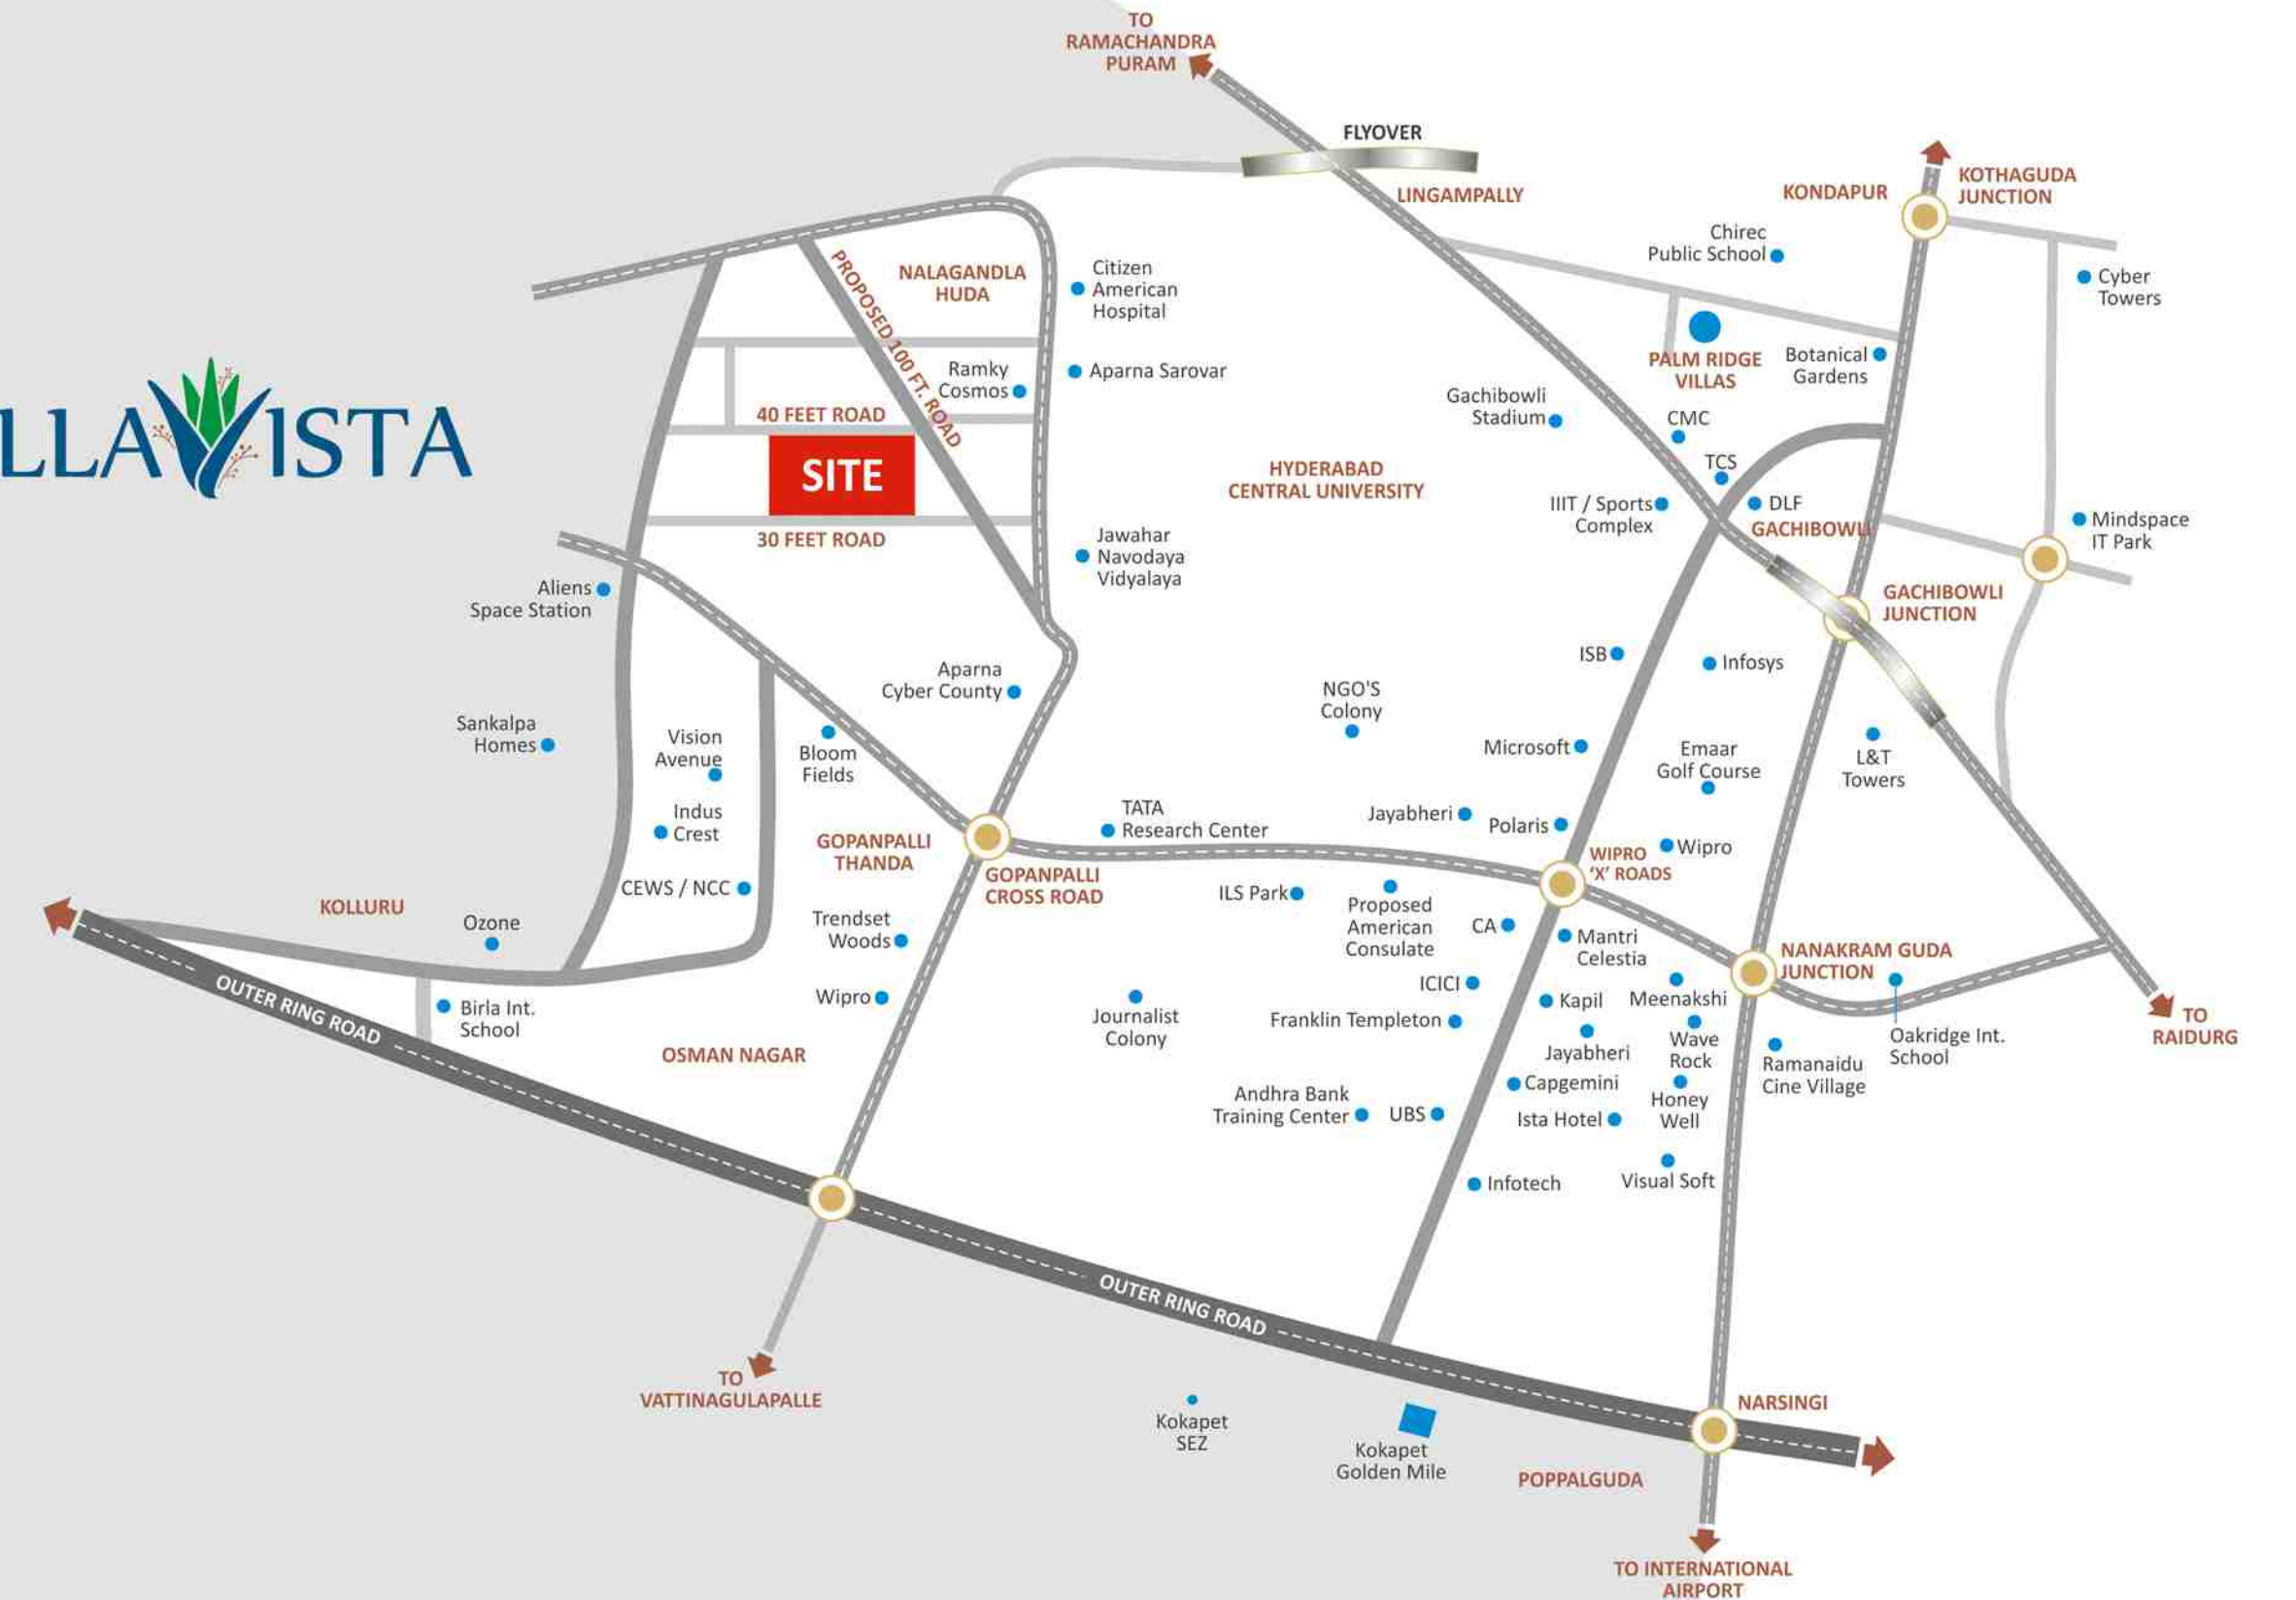 TO
RAMACHANDRA
PURAM
FLYOVER
LINGAMPALLY
KONDAPUR
KOTHAGUDA
JUNCTION
Chirec
Public School
Cyber
Towers
NALAGANDLA
HUDA
Citizen
American
Hospital
PROPOSED 100 FT. ROAD
Ramky
Cosmos
Aparna Sarovar
PALM RIDGE
VILLAS
Botanical
Gardens
Gachibowli
Stadium
CMC
LLAVISTA
40 FEET ROAD
SITE
30 FEET ROAD
HYDERABAD
CENTRAL UNIVERSITY
TCS
IIIT / Sports
Complex
DLF
GACHIBOWLI
Mindspace
IT Park
Jawahar
Navodaya
Vidyalaya
Aliens
Space Station
GACHIBOWLI
JUNCTION
ISB
Infosys
Aparna
Cyber County
NGO'S
Colony
Sankalpa
Homes
Vision
Avenue
Bloom
Fields
Microsoft
Emaar
Golf Course
L&T
Towers
Indus
Crest
TATA
Research Center
Jayabheri
Polaris
GOPANPALLI
THANDA
WIPRO
'X' ROADS
Wipro
GOPANPALLI
CROSS ROAD
CEWS / NCC
ILS Park
Proposed
American
Consulate
KOLLURU
Ozone
Trendset
Woods
CA
Mantri
Celestia
NANAKRAM GUDA
JUNCTION
ICICI
OUTER RING ROAD
Birla Int.
School
Wipro
Journalist
Colony
Franklin Templeton
Kapil
Meenakshi
Jayabheri
Wave
Rock
Oakridge Int.
School
TO
RAIDURG
OSMAN NAGAR
Ramanaidu
Cine Village
Capgemini
Andhra Bank
Training Center
UBS
Ista Hotel
Honey
Well
Infotech
Visual Soft
OUTER RING ROAD
TO
VATTINAGULAPALLE
Kokapet
SEZ
Kokapet
Golden Mile
NARSINGI
POPPALGUDA
TO INTERNATIONAL
AIRPORT